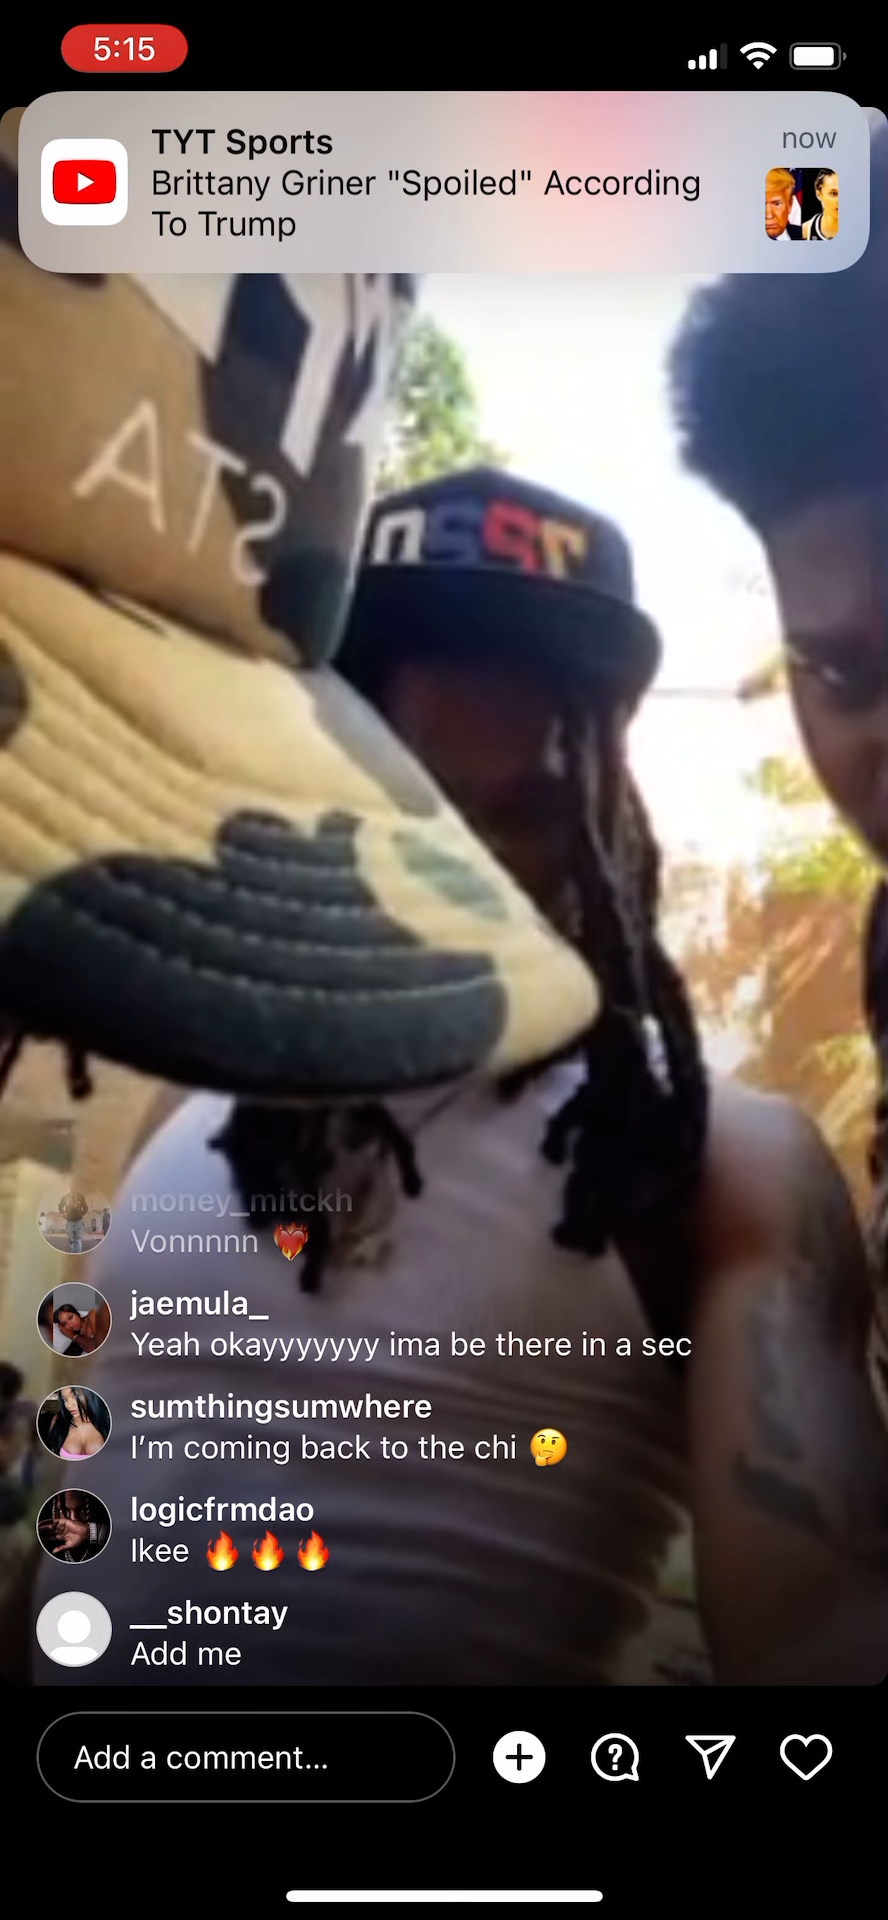 5:15
TYT Sports
now
Brittany Griner "Spoiled" According
To Trump
STA
money_mitckh
Vonnnnn ❤️‍🔥
jaemula_
Yeah okayyyyyyy ima be there in a sec
sumthingsumwhere
I’m coming back to the chi 🤔
logicfrmdao
Ikee 🔥🔥🔥
__shontay
Add me
Add a comment...